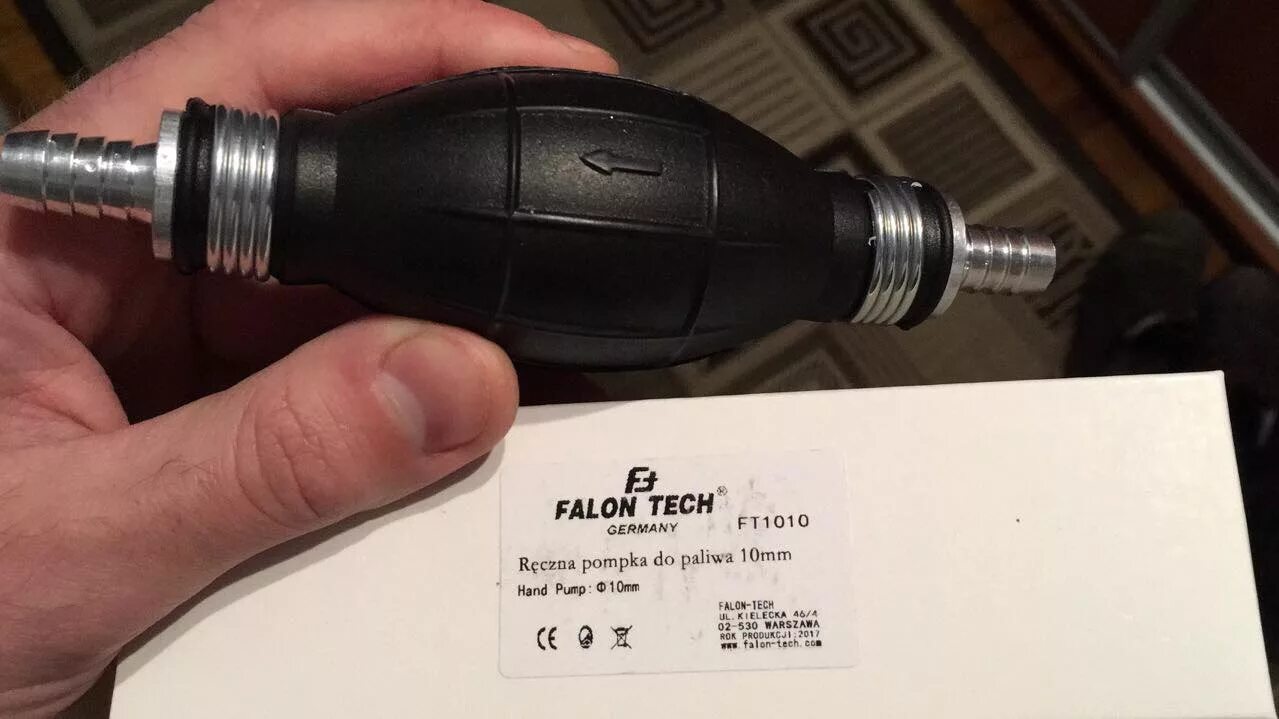 FALON TECH®
GERMANY
FT1010
Ręczna pompka do paliwa 10mm
Hand Pump: Φ10mm
CE
FALON-TECH
UL. KIELECKA 46/4
02-530 WARSZAWA
ROK PRODUKCJI:2017
www.falon-tech.com